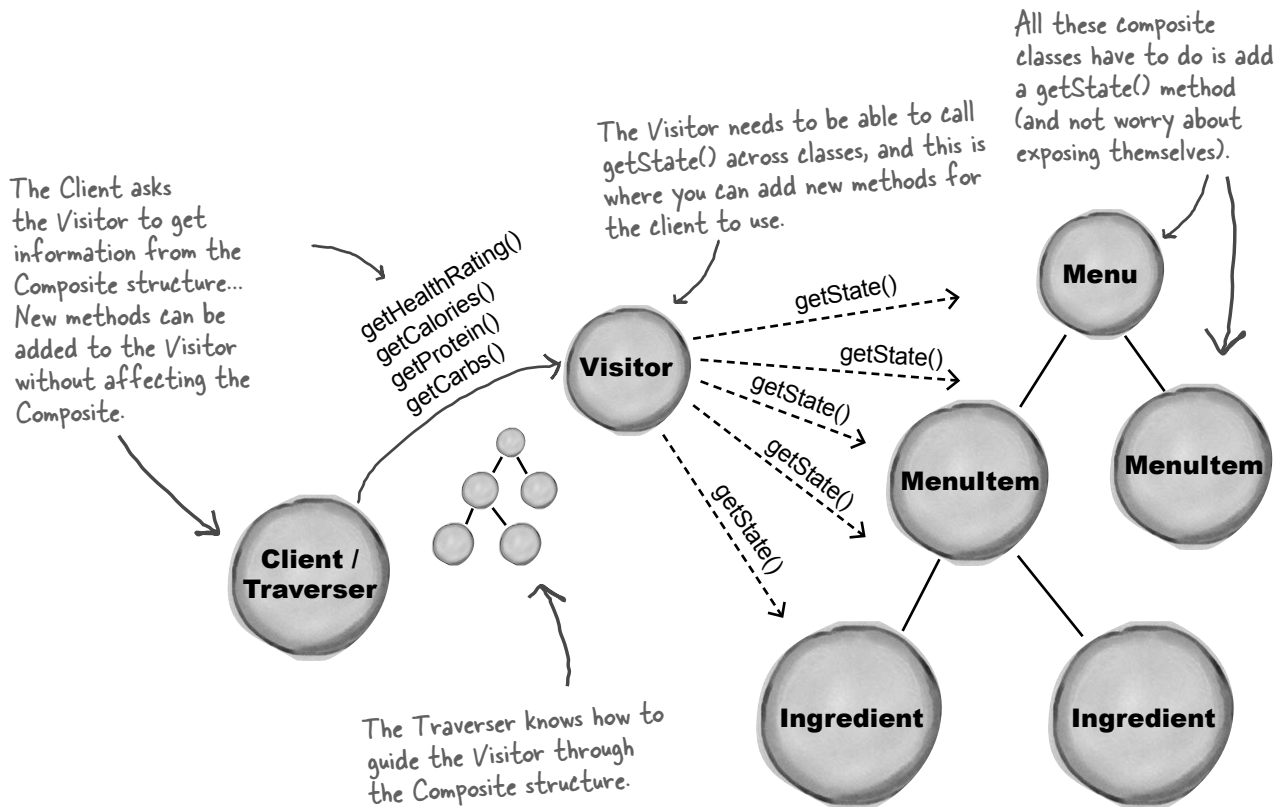 All these composite
classes have to do is add
a getState() method
(and not worry about
exposing themselves).
The Visitor needs to be able to call
getState() across classes, and this is
where you can add new methods for
the client to use.
The Client asks
the Visitor to get
information from the
Composite structure...
New methods can be
added to the Visitor
without affecting the
Composite.
getHealthRating()
getCalories()
getProtein()
getCarbs()
Visitor
getState()
getState()
getState()
getState()
getState()
Menu
MenuItem
MenuItem
Client /
Traverser
Ingredient
Ingredient
The Traverser knows how to
guide the Visitor through
the Composite structure.